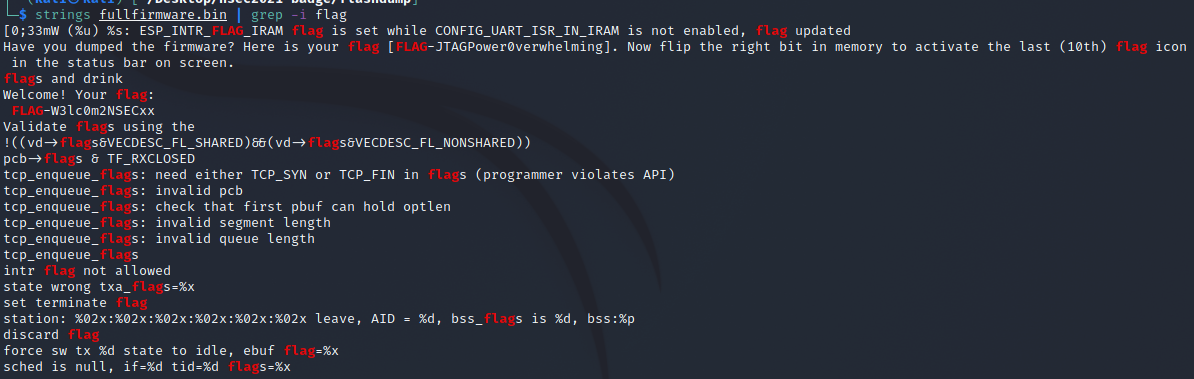 └─$ strings fullfirmware.bin | grep -i flag
[0;33mW (%u) %s: ESP_INTR_FLAG_IRAM flag is set while CONFIG_UART_ISR_IN_IRAM is not enabled, flag updated
Have you dumped the firmware? Here is your flag [FLAG-JTAGPower0verwhelming]. Now flip the right bit in memory to activate the last (10th) flag icon
in the status bar on screen.
flags and drink
Welcome! Your flag:
FLAG-W3lc0m2NSECxx
Validate flags using the
!((vd→flags&VECDESC_FL_SHARED)&&(vd→flags&VECDESC_FL_NONSHARED))
pcb→flags & TF_RXCLOSED
tcp_enqueue_flags: need either TCP_SYN or TCP_FIN in flags (programmer violates API)
tcp_enqueue_flags: invalid pcb
tcp_enqueue_flags: check that first pbuf can hold optlen
tcp_enqueue_flags: invalid segment length
tcp_enqueue_flags: invalid queue length
tcp_enqueue_flags
intr flag not allowed
state wrong txa_flags=%x
set terminate flag
station: %02x:%02x:%02x:%02x:%02x:%02x leave, AID = %d, bss_flags is %d, bss:%p
discard flag
force sw tx %d state to idle, ebuf flag=%x
sched is null, if=%d tid=%d flags=%x